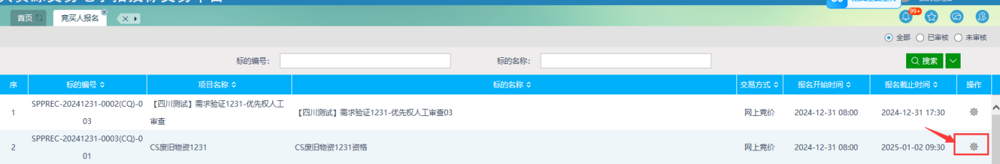 首页
竞买人报名
99+
全部 已审核 未审核
标的编号: 标的名称: 搜索
序 标的编号 项目名称 标的名称 交易方式 报名开始时间 报名截止时间 操作
1 SPPREC-20241231-0002(CQ)-003 【四川测试】需求验证1231-优先权人工审查 【四川测试】需求验证1231-优先权人工审查03 网上竞价 2024-12-31 08:00 2024-12-31 17:30
2 SPPREC-20241231-0003(CQ)-001 CS废旧物资1231 CS废旧物资1231资格 网上竞价 2024-12-31 08:00 2025-01-02 09:30